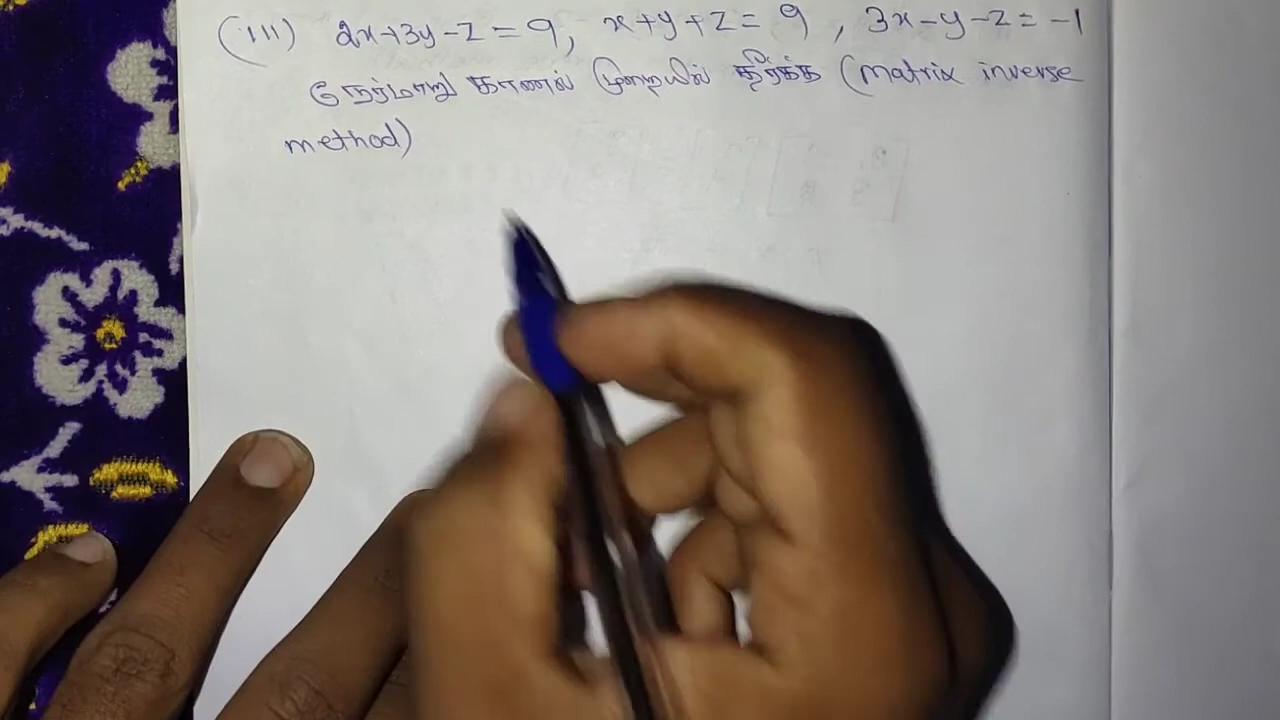 (iii) 2x+3y-z=9, x+y+z=9, 3x-y-z=-1
நேர்மாறு காணல் முறையில் தீர்க்க (Matrix inverse
method)